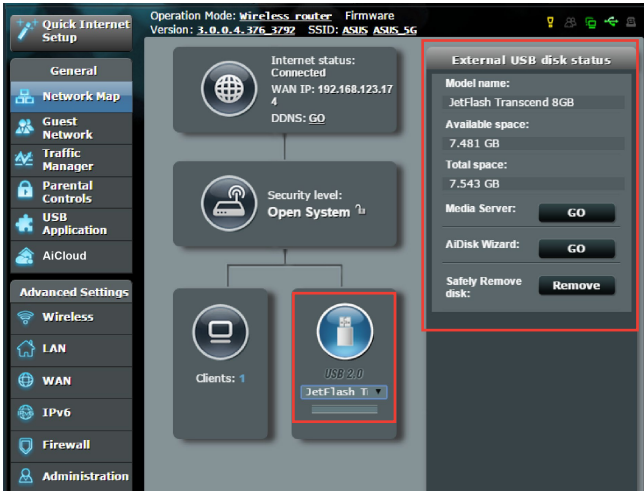 Quick Internet
Setup
General
Network Map
Guest
Network
Traffic
Manager
Parental
Controls
USB
Application
AiCloud
Advanced Settings
Wireless
LAN
WAN
IPv6
Firewall
Administration
Operation Mode: Wireless router Firmware
Version: 3.0.0.4.376_3792 SSID: ASUS ASUS_5G
Internet status:
Connected
WAN IP: 192.168.123.17
4
DDNS: GO
Security level:
Open System
Clients: 1
USB 2.0
JetFlash T
External USB disk status
Model name:
JetFlash Transcend 8GB
Available space:
7.481 GB
Total space:
7.543 GB
Media Server: GO
AiDisk Wizard: GO
Safely Remove
disk: Remove